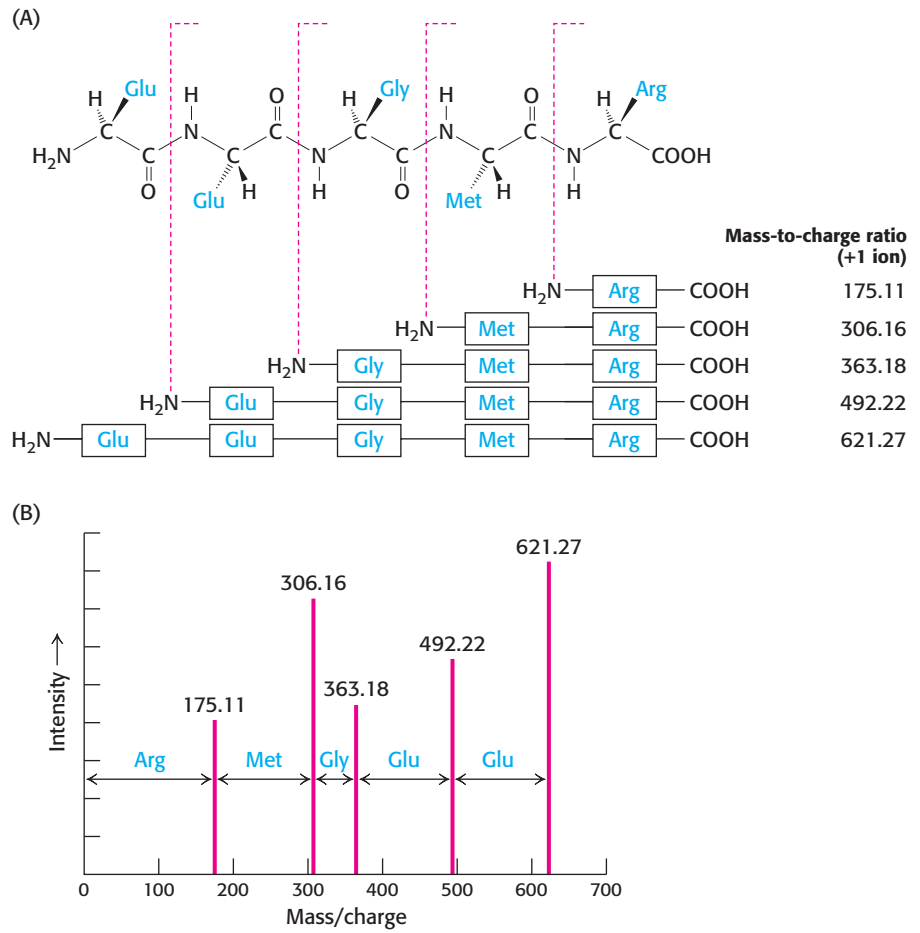 (A)
H Glu H O H Gly H O H Arg
C N C C N C C
H2N C C N C C N COOH
O Glu H H O Met H H
Mass-to-charge ratio
(+1 ion)
H2N Arg COOH 175.11
H2N Met Arg COOH 306.16
H2N Gly Met Arg COOH 363.18
H2N Glu Gly Met Arg COOH 492.22
H2N Glu Glu Gly Met Arg COOH 621.27
(B)
621.27
306.16
492.22
363.18
175.11
Intensity
Arg Met Gly Glu Glu
0 100 200 300 400 500 600 700
Mass/charge